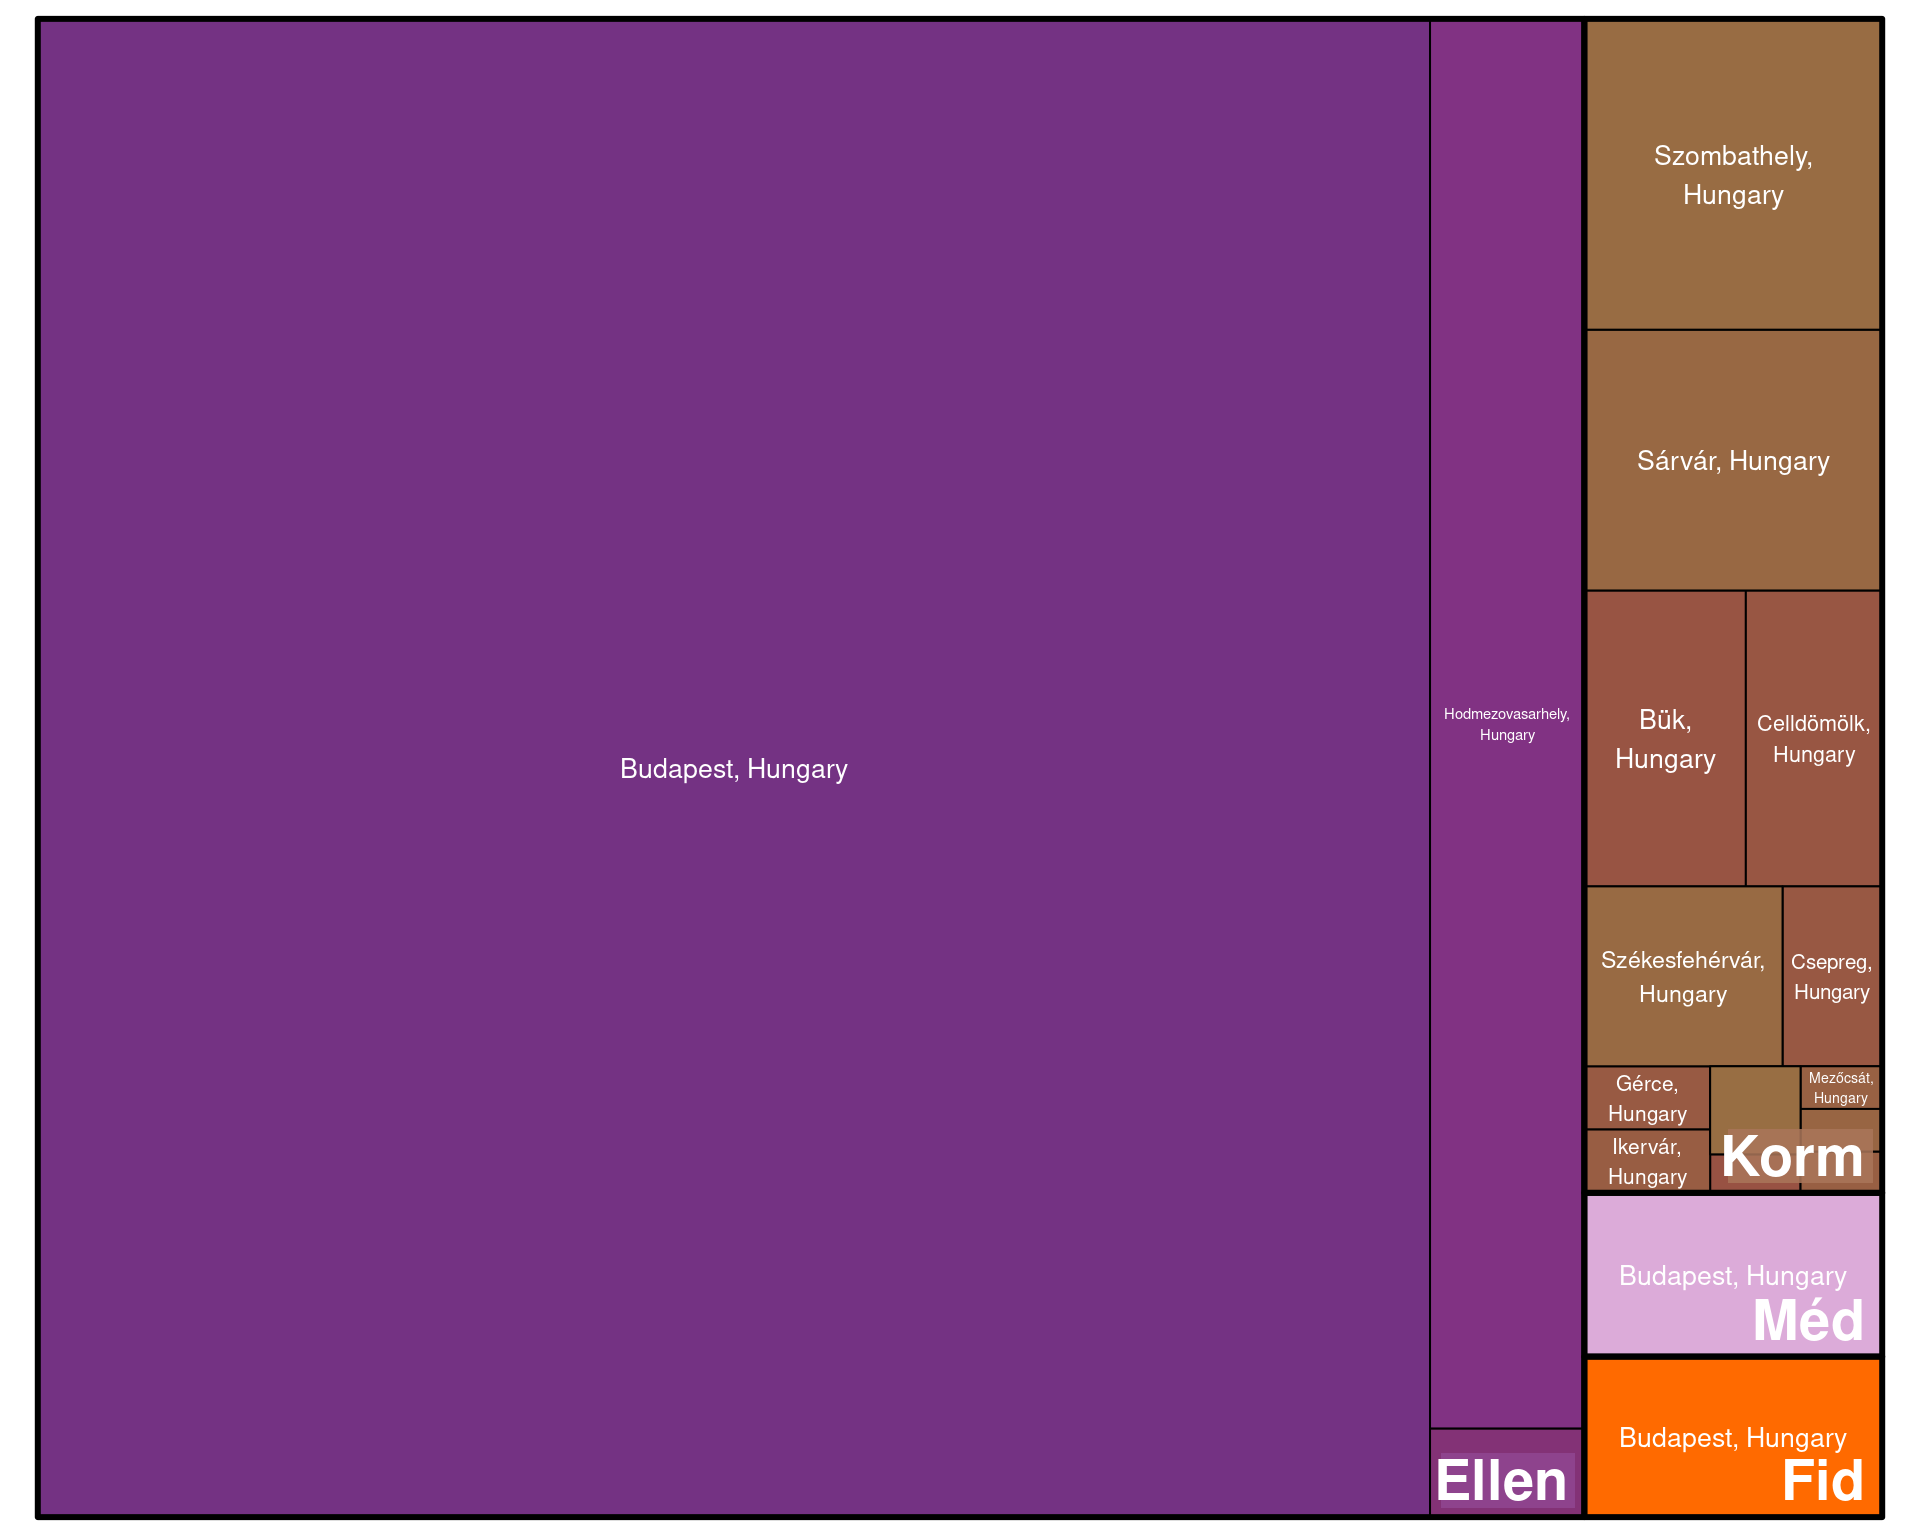 Budapest, Hungary
Hodmezovasarhely,
Hungary
Ellen
Szombathely,
Hungary
Sárvár, Hungary
Bük,
Hungary
Celldömölk,
Hungary
Székesfehérvár,
Hungary
Csepreg,
Hungary
Gérce,
Hungary
Ikervár,
Hungary
Mezőcsát,
Hungary
Korm
Budapest, Hungary
Méd
Budapest, Hungary
Fid